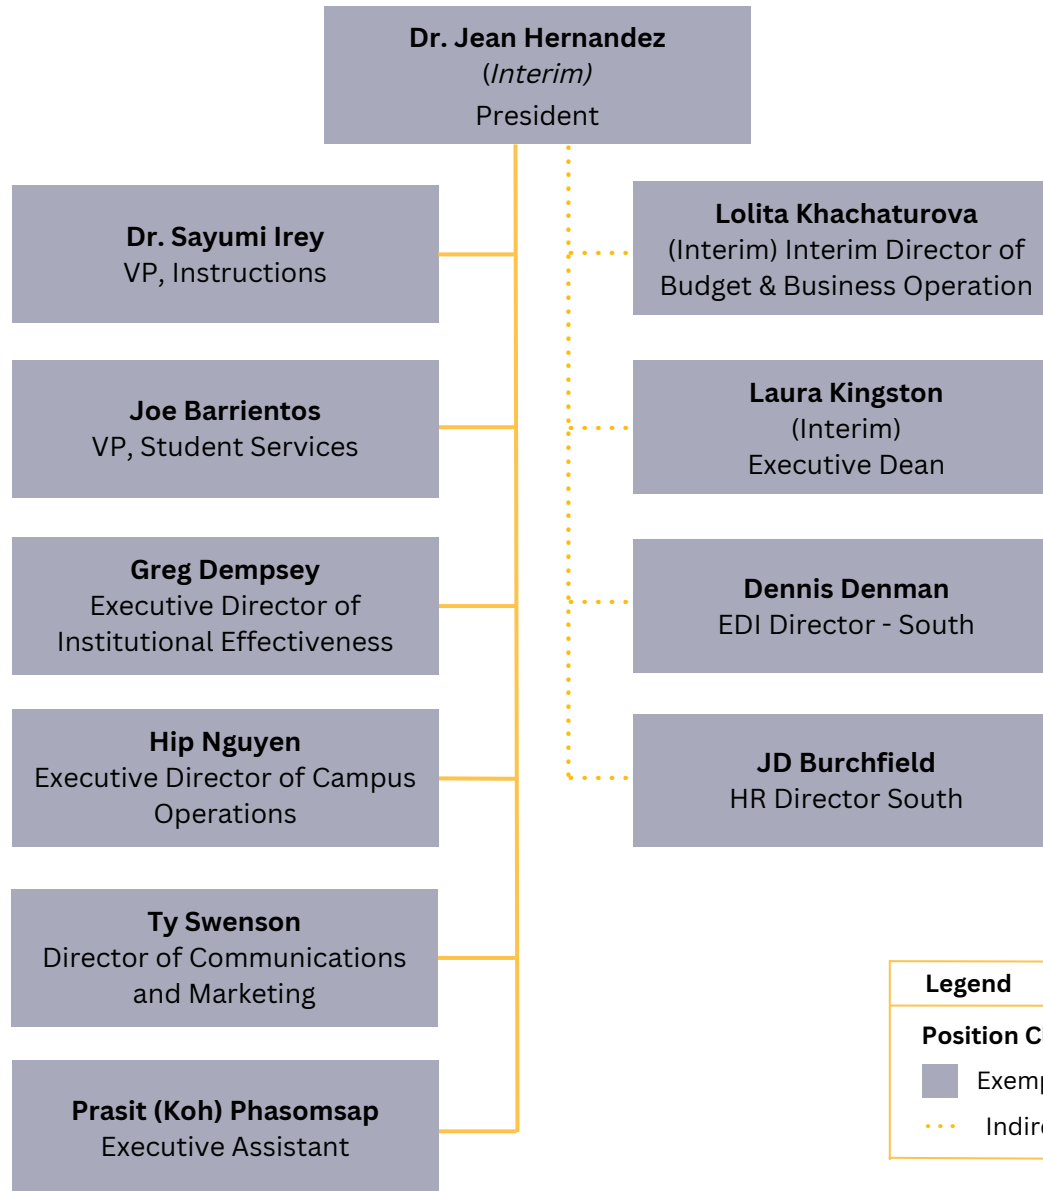 Dr. Jean Hernandez
(Interim)
President
Dr. Sayumi Irey
VP, Instructions
Joe Barrientos
VP, Student Services
Greg Dempsey
Executive Director of
Institutional Effectiveness
Hip Nguyen
Executive Director of Campus
Operations
Ty Swenson
Director of Communications
and Marketing
Prasit (Koh) Phasomsap
Executive Assistant
Lolita Khachaturova
(Interim) Interim Director of
Budget & Business Operation
Laura Kingston
(Interim)
Executive Dean
Dennis Denman
EDI Director - South
JD Burchfield
HR Director South
Legend
Position